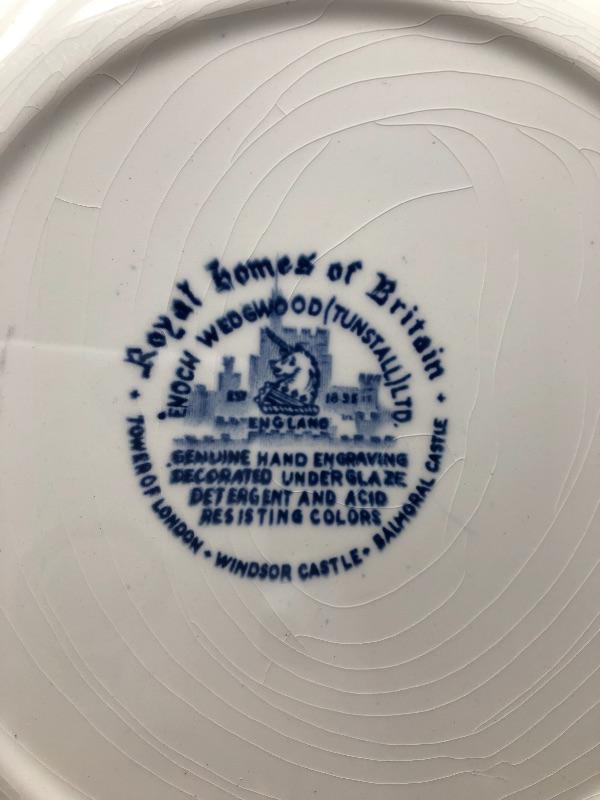 Royal homes of Britain
ENOCH WEDGWOOD (TUNSTALL) LTD.
EST 1835
ENGLAND
GENUINE HAND ENGRAVING
DECORATED UNDERGLAZE
DETERGENT AND ACID
RESISTING COLORS
TOWER OF LONDON • WINDSOR CASTLE • BALMORAL CASTLE